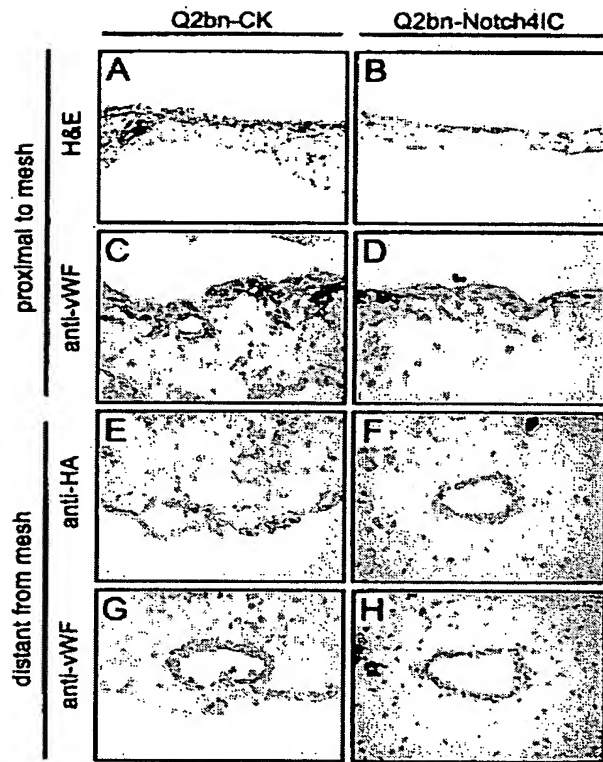 Q2bn-CK
Q2bn-Notch4IC
proximal to mesh
H&E
A
B
anti-vWF
C
D
distant from mesh
anti-HA
E
F
anti-vWF
G
H